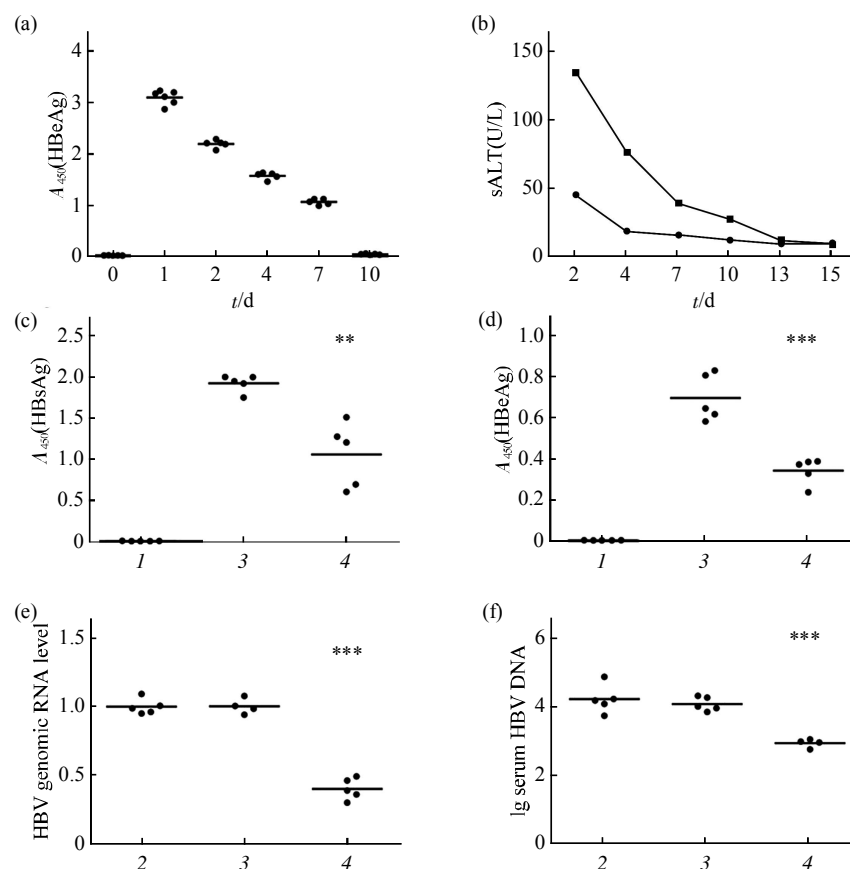 (a)
4
3
2
1
0
A450(HBeAg)
0 1 2 4 7 10
t/d
(b)
150
100
50
0
sALT(U/L)
2 4 7 10 13 15
t/d
(c)
2.5
2.0
1.5
1.0
0.5
0
A450(HBsAg)
**
1 3 4
(d)
1.0
0.8
0.6
0.4
0.2
0
A450(HBeAg)
***
1 3 4
(e)
1.5
1.0
0.5
0
HBV genomic RNA level
***
2 3 4
(f)
6
4
2
0
lg serum HBV DNA
***
2 3 4